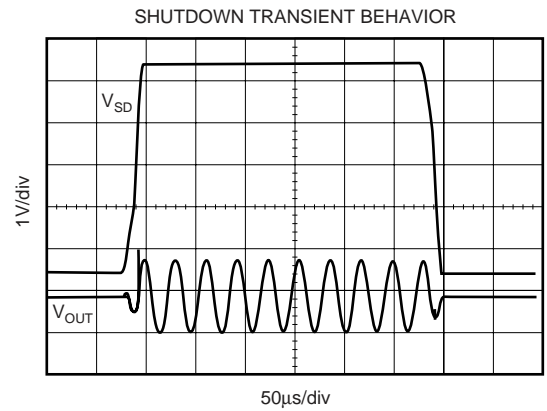 SHUTDOWN TRANSIENT BEHAVIOR
V_SD
1V/div
V_OUT
50µs/div